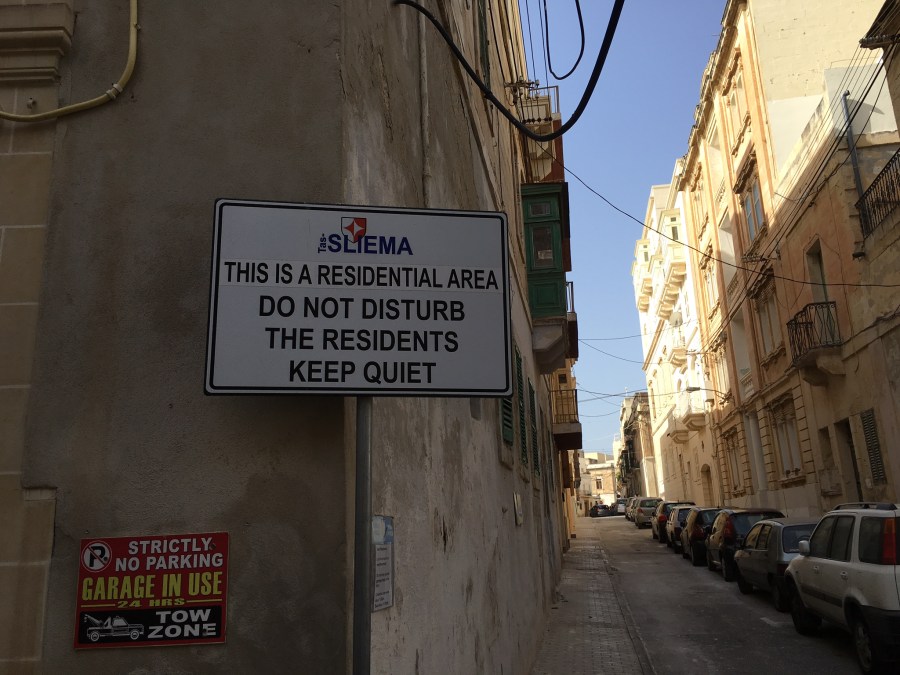 tas-SLIEMA
THIS IS A RESIDENTIAL AREA
DO NOT DISTURB
THE RESIDENTS
KEEP QUIET
STRICTLY
NO PARKING
GARAGE IN USE
24 HRS
TOW
ZONE